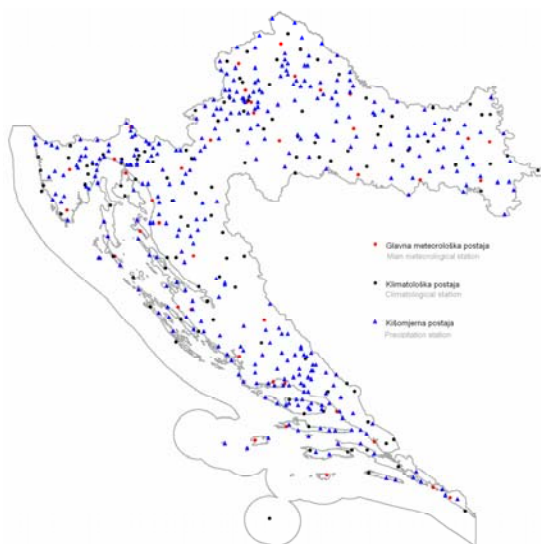 Glavna meteorološka postaja
Main meteorological station
Klimatološka postaja
Climatological station
Kišomjerna postaja
Precipitation station